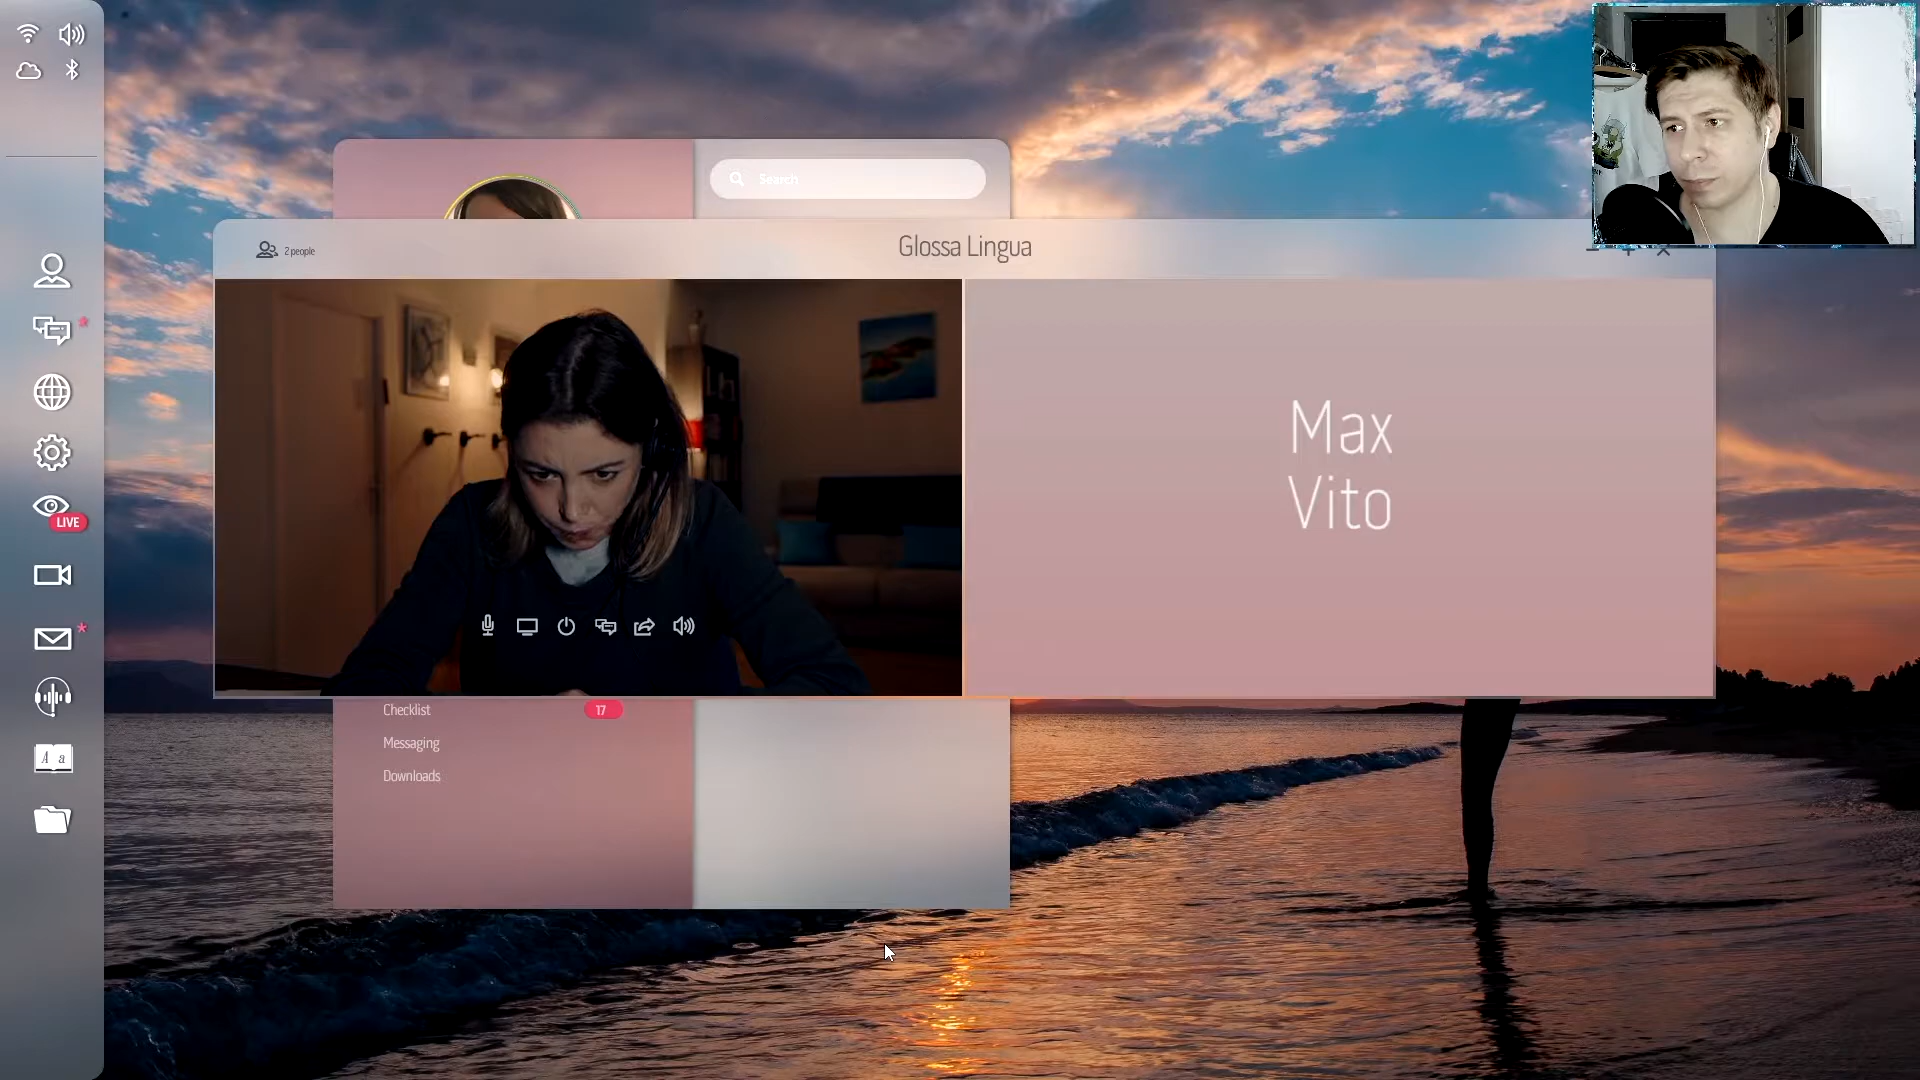 Search
2 people
Glossa Lingua
Max
Vito
LIVE
A a
Checklist 17
Messaging
Downloads